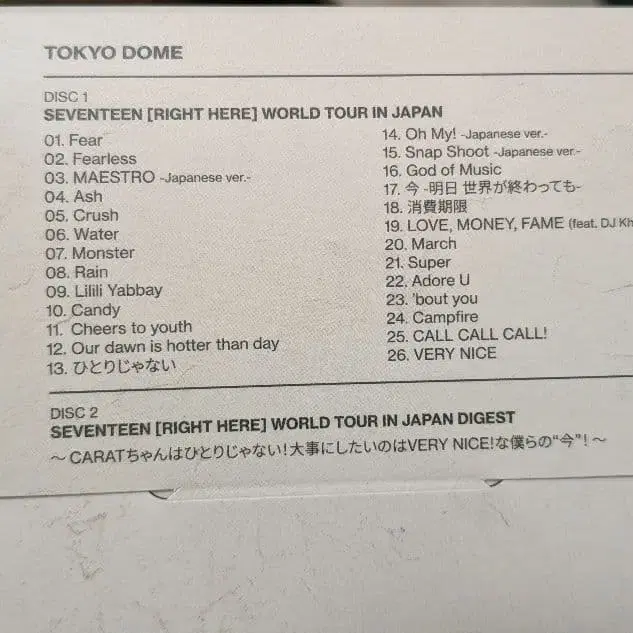 TOKYO DOME
DISC 1
SEVENTEEN [RIGHT HERE] WORLD TOUR IN JAPAN
01. Fear
02. Fearless
03. MAESTRO -Japanese ver.-
04. Ash
05. Crush
06. Water
07. Monster
08. Rain
09. Lilili Yabbay
10. Candy
11. Cheers to youth
12. Our dawn is hotter than day
13. ひとりじゃない
14. Oh My! -Japanese ver.-
15. Snap Shoot -Japanese ver.-
16. God of Music
17. 今 -明日 世界が終わっても-
18. 消費期限
19. LOVE, MONEY, FAME (feat. DJ Kh
20. March
21. Super
22. Adore U
23. 'bout you
24. Campfire
25. CALL CALL CALL!
26. VERY NICE
DISC 2
SEVENTEEN [RIGHT HERE] WORLD TOUR IN JAPAN DIGEST
～CARATちゃんはひとりじゃない！大事にしたいのはVERY NICE！な僕らの“今”！～